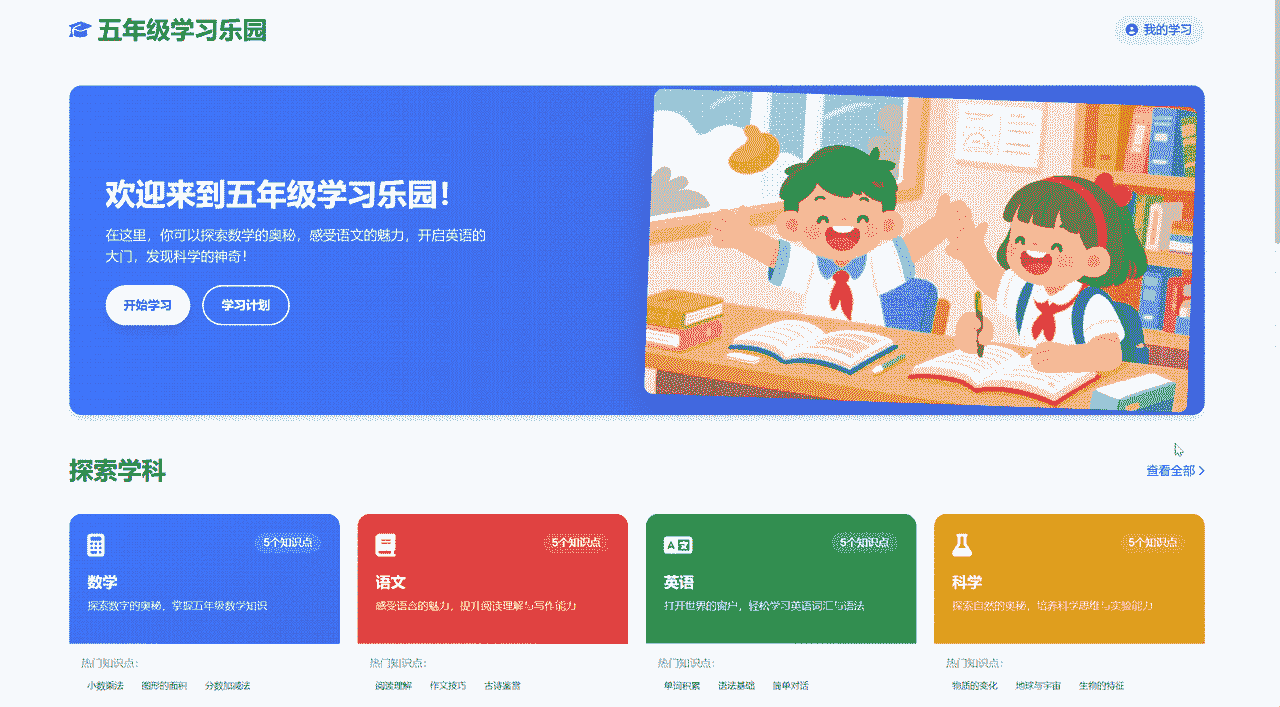 五年级学习乐园
我的学习
欢迎来到五年级学习乐园！
在这里，你可以探索数学的奥秘，感受语文的魅力，开启英语的
大门，发现科学的神奇！
开始学习
学习计划
探索学科
查看全部
5个知识点
数学
探索数字的奥秘，掌握五年级数学知识
热门知识点：
小数乘法 图形的面积 分数加减法
5个知识点
语文
感受语言的魅力，提升阅读理解与写作能力
热门知识点：
阅读理解 作文技巧 古诗鉴赏
5个知识点
英语
打开世界的窗户，轻松学习英语词汇与语法
热门知识点：
单词积累 语法基础 简单对话
5个知识点
科学
探索自然的奥秘，培养科学思维与实验能力
热门知识点：
物质的变化 地球与宇宙 生物的特征